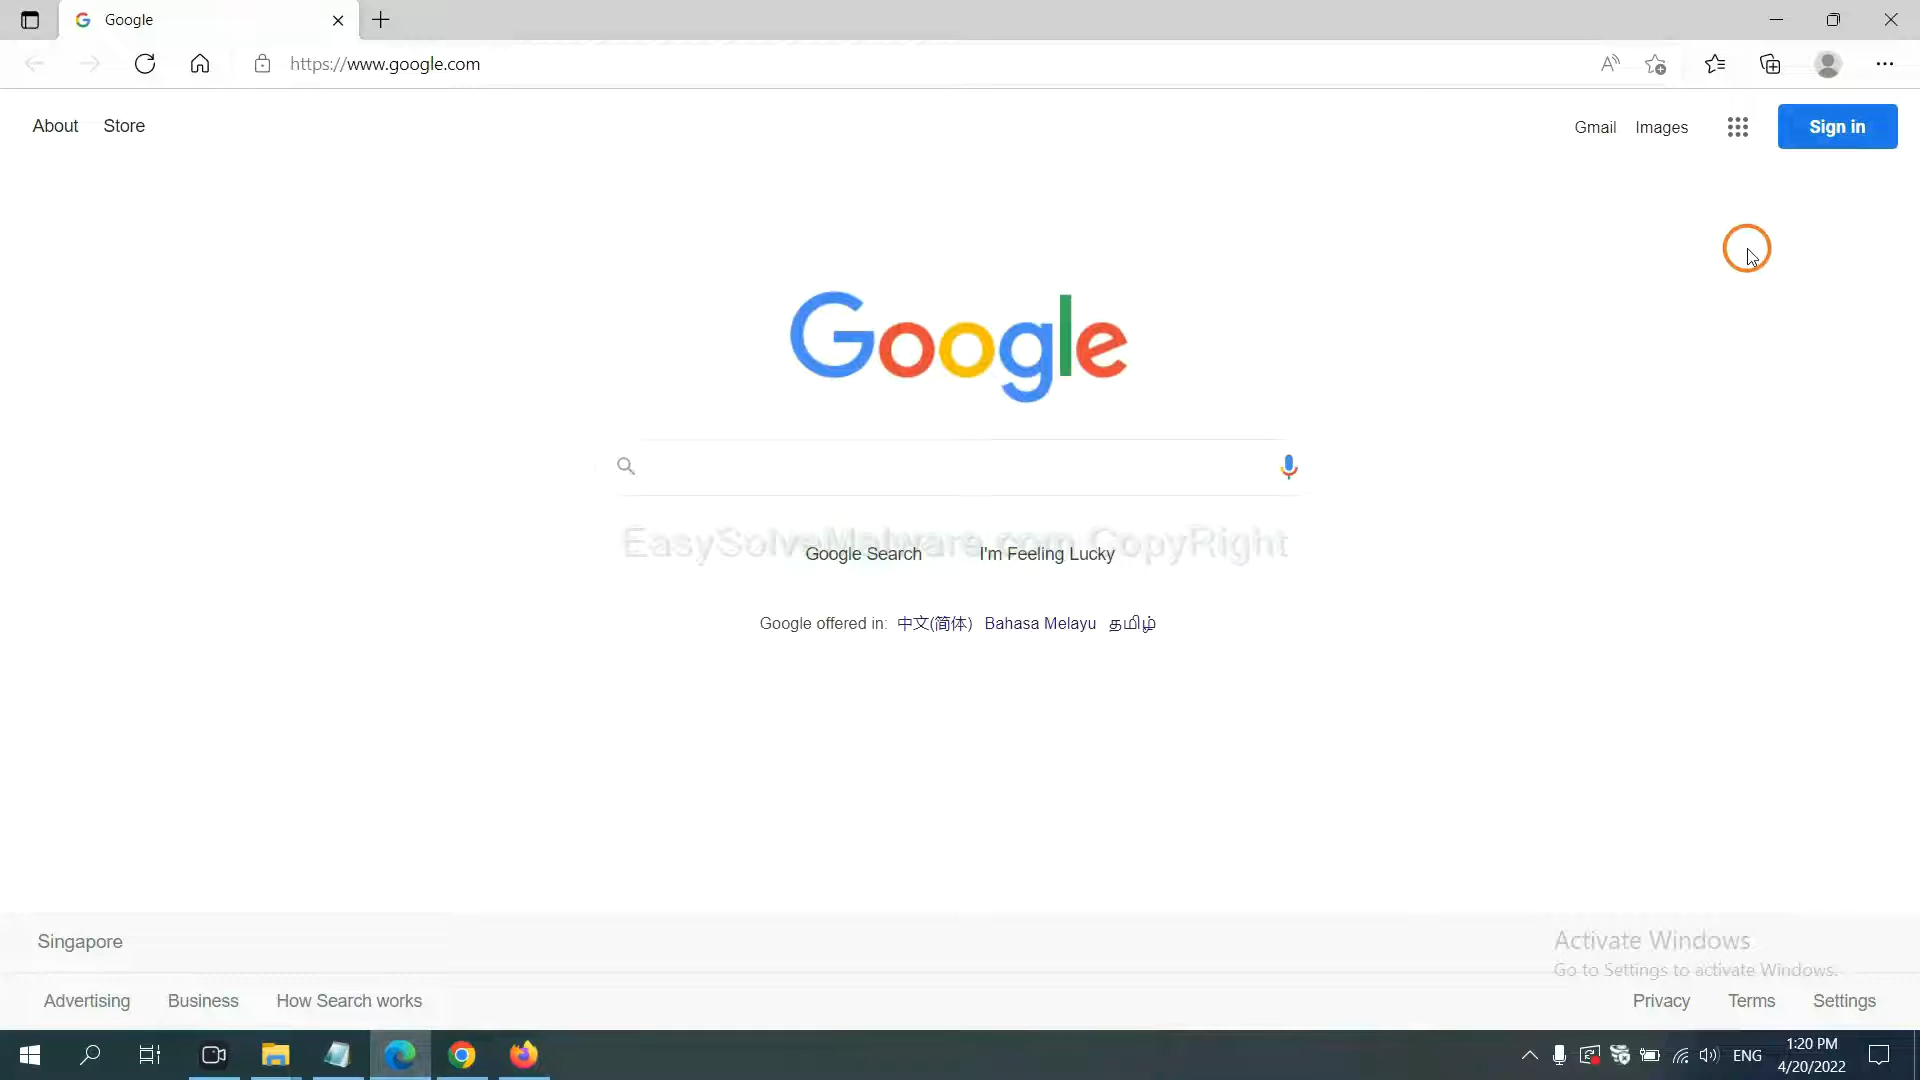 Google
https://www.google.com
About Store
Gmail Images Sign in
Google
EasySolveMalware.com CopyRight
Google Search I'm Feeling Lucky
Google offered in: 中文(简体) Bahasa Melayu தமிழ்
Singapore
Activate Windows
Go to Settings to activate Windows.
Advertising Business How Search works
Privacy Terms Settings
ENG
1:20 PM
4/20/2022